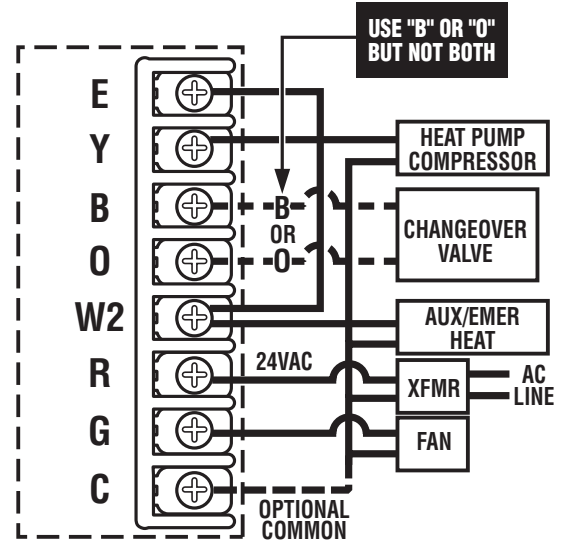 USE "B" OR "O"
BUT NOT BOTH
E
Y
HEAT PUMP
COMPRESSOR
B
B
OR
O
O
CHANGEOVER
VALVE
W2
AUX/EMER
HEAT
R
24VAC
XFMR
AC
LINE
G
FAN
C
OPTIONAL
COMMON